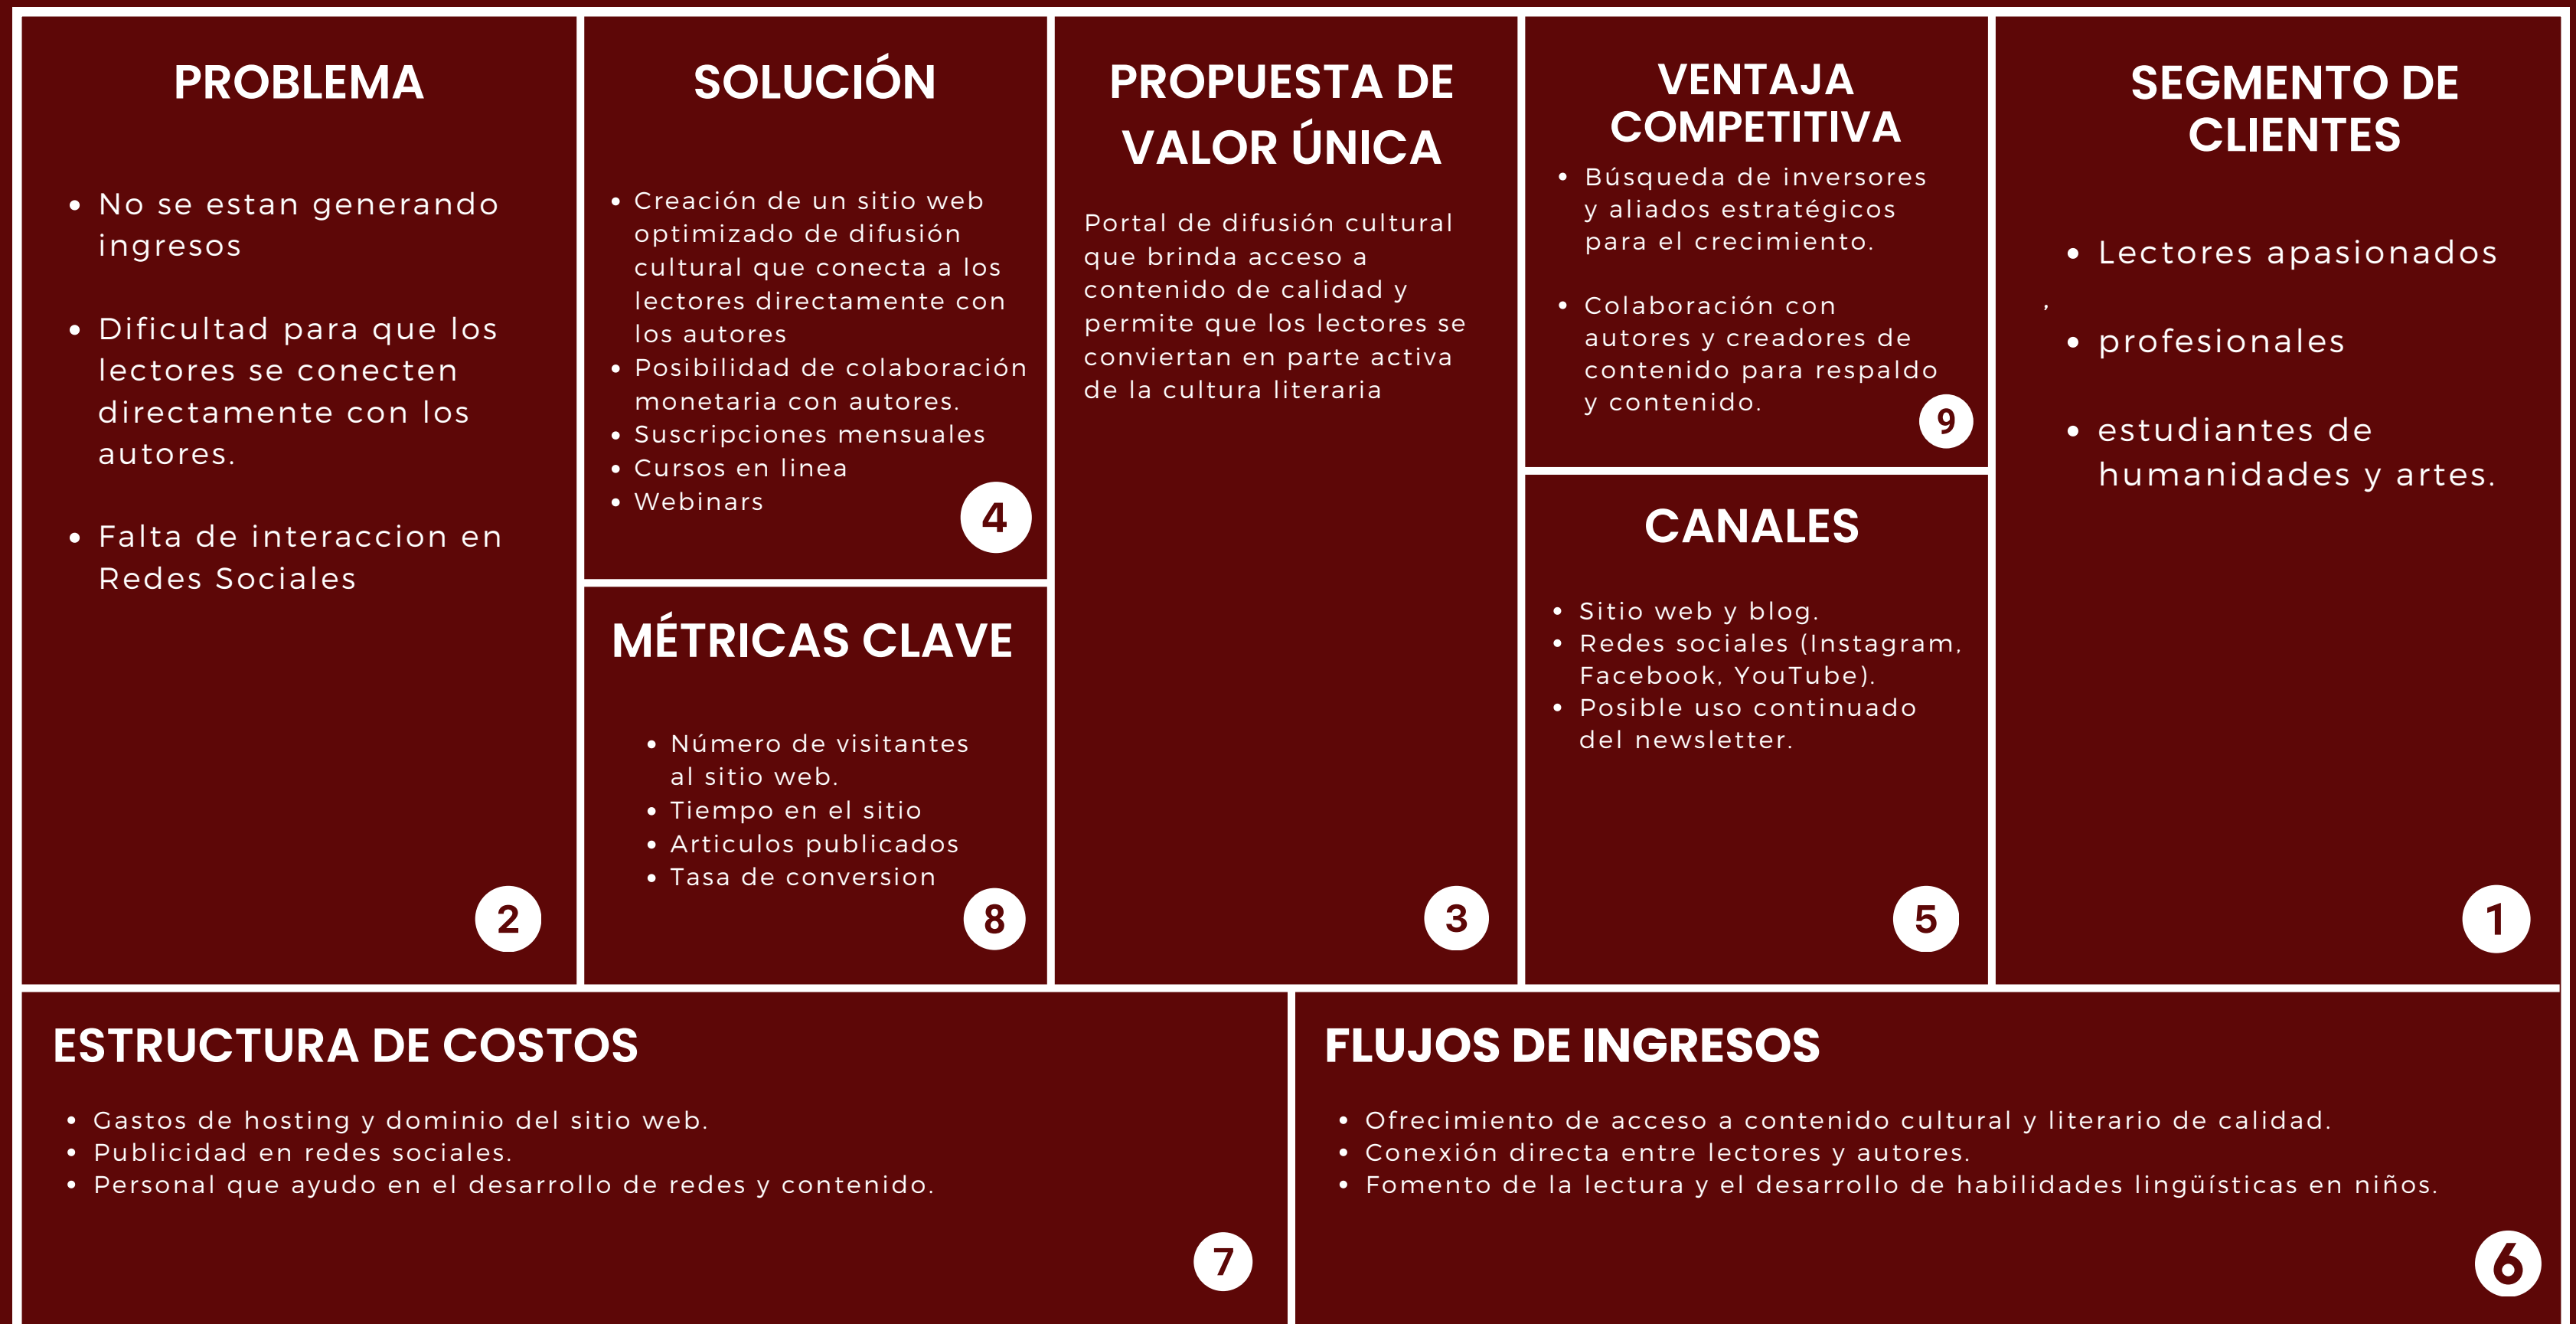 PROBLEMA
• No se estan generando
ingresos
• Dificultad para que los
lectores se conecten
directamente con los
autores.
• Falta de interaccion en
Redes Sociales
2
SOLUCIÓN
• Creación de un sitio web
optimizado de difusión
cultural que conecta a los
lectores directamente con
los autores
• Posibilidad de colaboración
monetaria con autores.
• Suscripciones mensuales
• Cursos en linea
• Webinars
4
MÉTRICAS CLAVE
• Número de visitantes
al sitio web.
• Tiempo en el sitio
• Articulos publicados
• Tasa de conversion
8
PROPUESTA DE
VALOR ÚNICA
Portal de difusión cultural
que brinda acceso a
contenido de calidad y
permite que los lectores se
conviertan en parte activa
de la cultura literaria
3
VENTAJA
COMPETITIVA
• Búsqueda de inversores
y aliados estratégicos
para el crecimiento.
• Colaboración con
autores y creadores de
contenido para respaldo
y contenido.
9
CANALES
• Sitio web y blog.
• Redes sociales (Instagram,
Facebook, YouTube).
• Posible uso continuado
del newsletter.
5
SEGMENTO DE
CLIENTES
• Lectores apasionados
,
• profesionales
• estudiantes de
humanidades y artes.
1
ESTRUCTURA DE COSTOS
• Gastos de hosting y dominio del sitio web.
• Publicidad en redes sociales.
• Personal que ayudo en el desarrollo de redes y contenido.
7
FLUJOS DE INGRESOS
• Ofrecimiento de acceso a contenido cultural y literario de calidad.
• Conexión directa entre lectores y autores.
• Fomento de la lectura y el desarrollo de habilidades lingüísticas en niños.
6